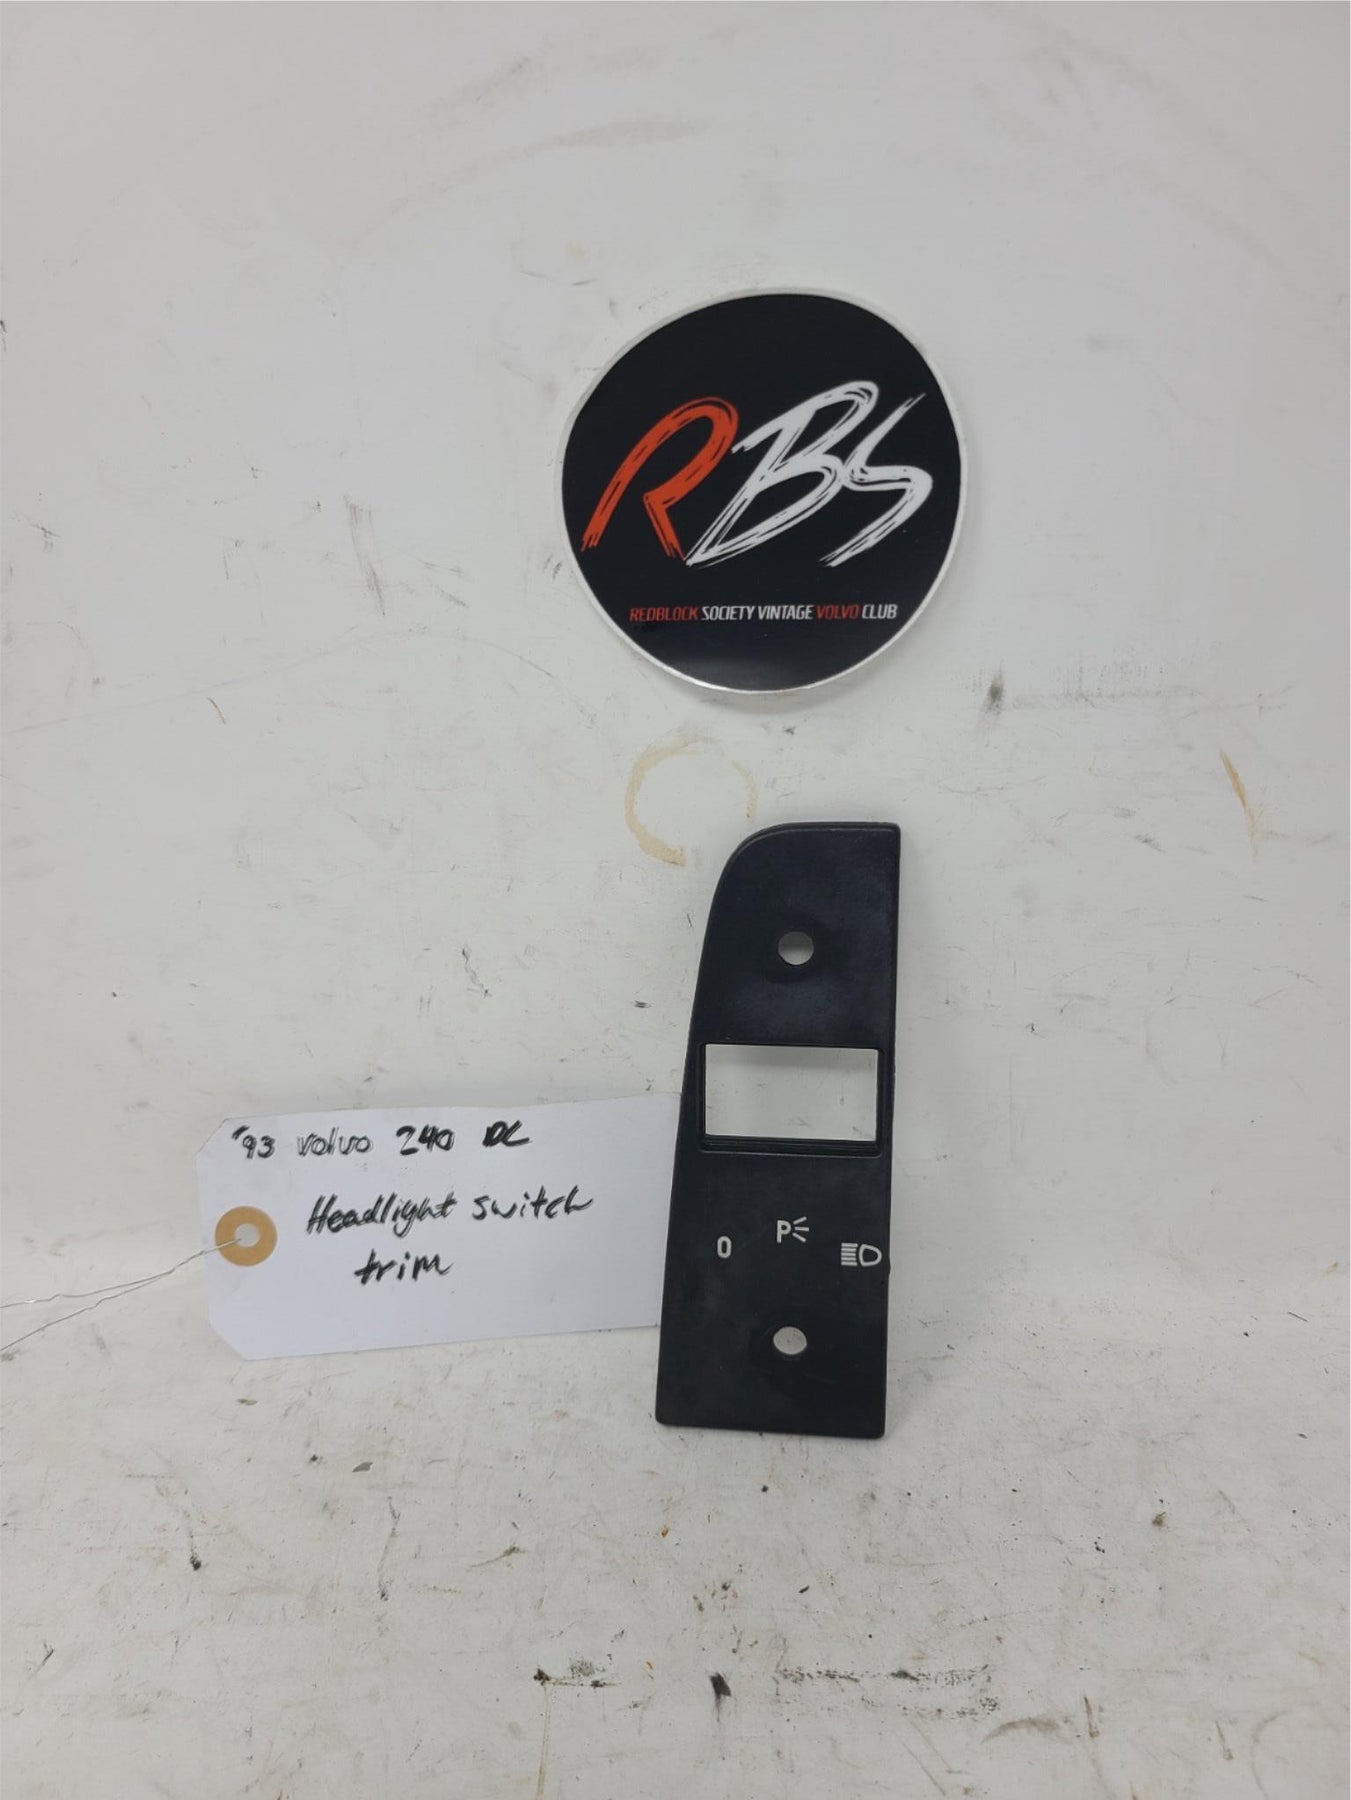 RBS
REDBLOCK SOCIETY VINTAGE VOLVO CLUB
'93 Volvo 240 DL
Headlight switch
trim
0 P